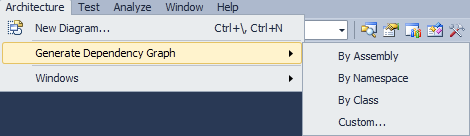 Architecture Test Analyze Window Help
New Diagram... Ctrl+\, Ctrl+N
Generate Dependency Graph
Windows
By Assembly
By Namespace
By Class
Custom...